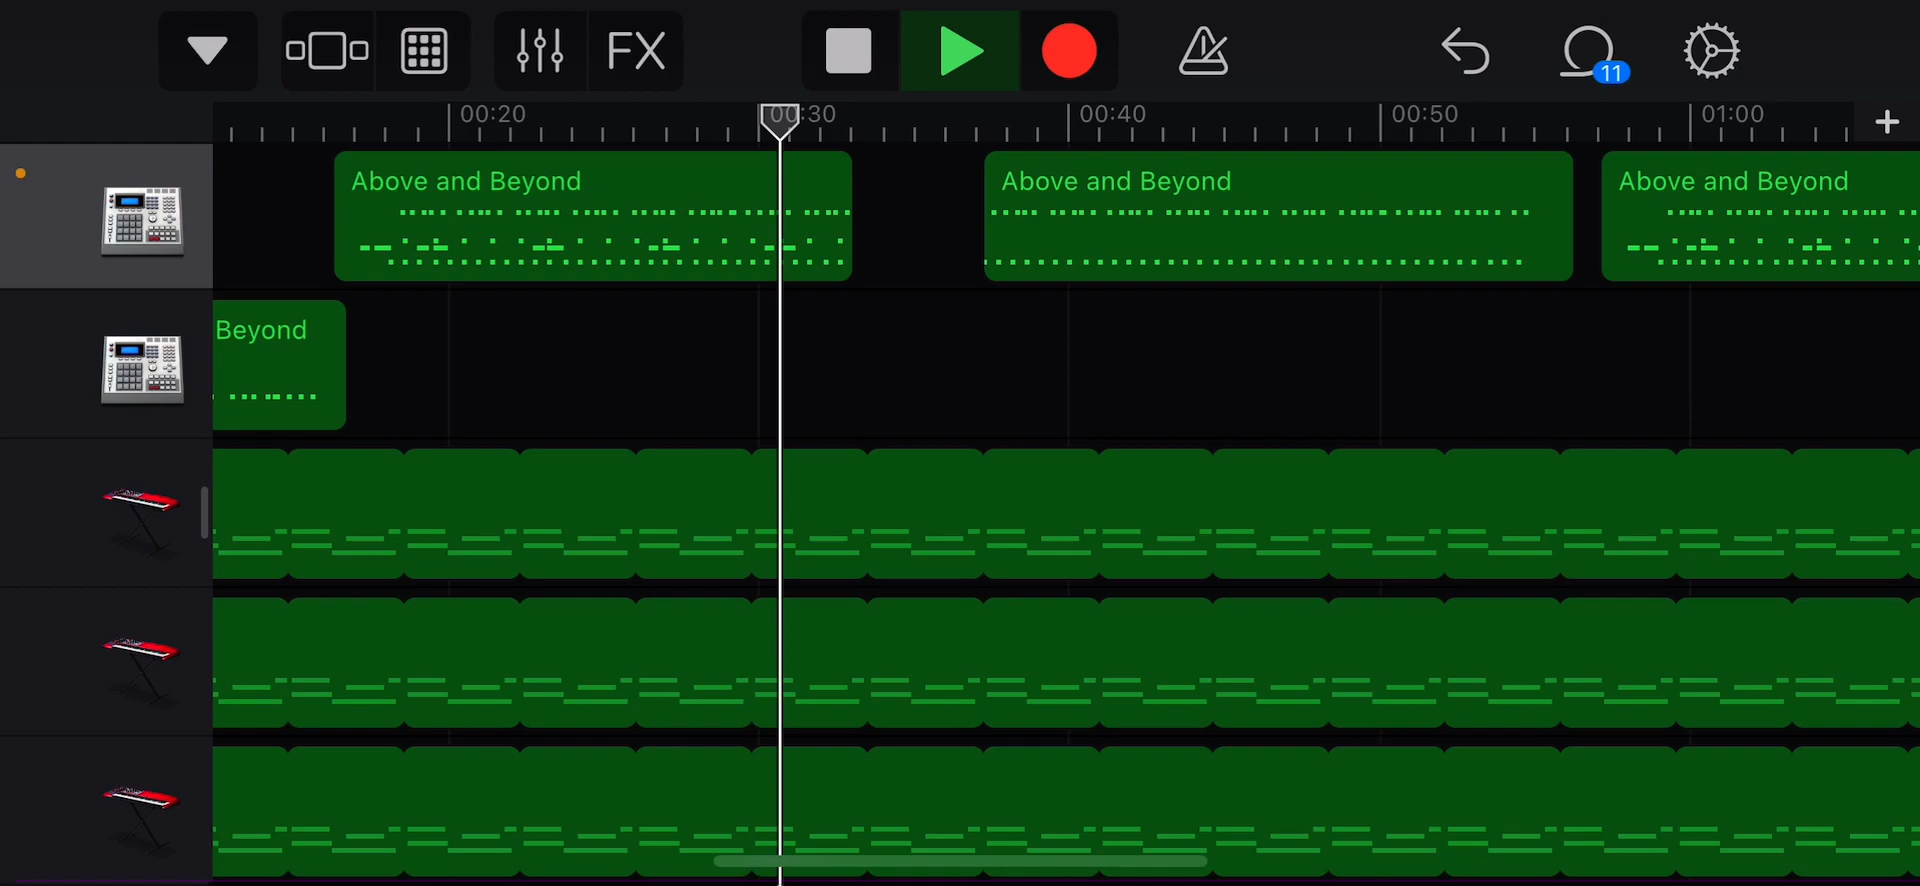 FX
11
00:20
00:30
00:40
00:50
01:00
Above and Beyond
Above and Beyond
Above and Beyond
Beyond